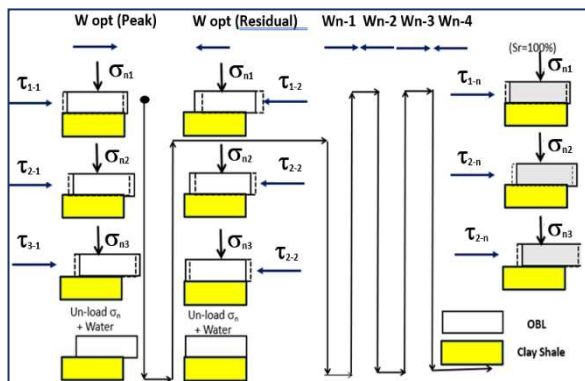 W opt (Peak) W opt (Residual) Wn-1 Wn-2 Wn-3 Wn-4
(Sr=100%)
σn1 σn1 σn1
τ1-1 τ1-2 τ1-n
σn2 σn2 σn2
τ2-1 τ2-2 τ2-n
σn3 σn3 σn3
τ3-1 τ2-2 τ2-n
Un-load σn Un-load σn
+ Water + Water
OBL
Clay Shale